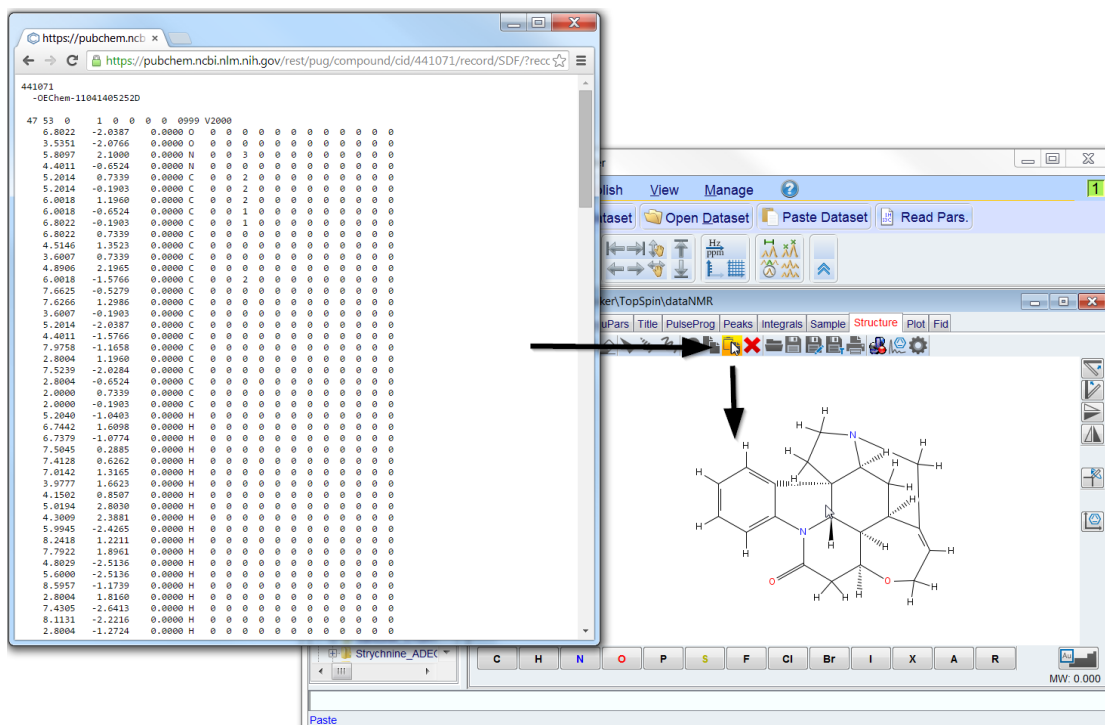 https://pubchem.ncb ×
https://pubchem.ncbi.nlm.nih.gov/rest/pug/compound/cid/441071/record/SDF/?recc
441071
-OEChem-11041405252D
47 53 0 1 0 0 0 0 0999 V2000
6.8022 -2.0387 0.0000 O 0 0 0 0 0 0 0 0 0 0 0 0
3.5351 -2.0766 0.0000 O 0 0 0 0 0 0 0 0 0 0 0 0
5.8097 2.1000 0.0000 N 0 0 3 0 0 0 0 0 0 0 0 0
4.4011 -0.6524 0.0000 N 0 0 0 0 0 0 0 0 0 0 0 0
5.2014 0.7339 0.0000 C 0 0 2 0 0 0 0 0 0 0 0 0
5.2014 -0.1903 0.0000 C 0 0 2 0 0 0 0 0 0 0 0 0
6.0018 1.1960 0.0000 C 0 0 2 0 0 0 0 0 0 0 0 0
6.0018 -0.6524 0.0000 C 0 0 1 0 0 0 0 0 0 0 0 0
6.8022 -0.1903 0.0000 C 0 0 1 0 0 0 0 0 0 0 0 0
6.8022 0.7339 0.0000 C 0 0 0 0 0 0 0 0 0 0 0 0
4.5146 1.3523 0.0000 C 0 0 0 0 0 0 0 0 0 0 0 0
3.6007 0.7339 0.0000 C 0 0 0 0 0 0 0 0 0 0 0 0
4.8906 2.1965 0.0000 C 0 0 0 0 0 0 0 0 0 0 0 0
6.0018 -1.5766 0.0000 C 0 0 2 0 0 0 0 0 0 0 0 0
7.6625 -0.5279 0.0000 C 0 0 0 0 0 0 0 0 0 0 0 0
7.6266 1.2986 0.0000 C 0 0 0 0 0 0 0 0 0 0 0 0
3.6007 -0.1903 0.0000 C 0 0 0 0 0 0 0 0 0 0 0 0
5.2014 -2.0387 0.0000 C 0 0 0 0 0 0 0 0 0 0 0 0
4.4011 -1.5766 0.0000 C 0 0 0 0 0 0 0 0 0 0 0 0
7.9758 -1.1658 0.0000 C 0 0 0 0 0 0 0 0 0 0 0 0
2.8004 1.1960 0.0000 C 0 0 0 0 0 0 0 0 0 0 0 0
7.5239 -2.0284 0.0000 C 0 0 0 0 0 0 0 0 0 0 0 0
2.8004 -0.6524 0.0000 C 0 0 0 0 0 0 0 0 0 0 0 0
2.0000 0.7339 0.0000 C 0 0 0 0 0 0 0 0 0 0 0 0
2.0000 -0.1903 0.0000 C 0 0 0 0 0 0 0 0 0 0 0 0
5.2040 -1.0403 0.0000 H 0 0 0 0 0 0 0 0 0 0 0 0
6.7442 1.6098 0.0000 H 0 0 0 0 0 0 0 0 0 0 0 0
6.7379 -1.0774 0.0000 H 0 0 0 0 0 0 0 0 0 0 0 0
7.5045 0.2885 0.0000 H 0 0 0 0 0 0 0 0 0 0 0 0
7.4128 0.6262 0.0000 H 0 0 0 0 0 0 0 0 0 0 0 0
7.0142 1.3165 0.0000 H 0 0 0 0 0 0 0 0 0 0 0 0
3.9777 1.6623 0.0000 H 0 0 0 0 0 0 0 0 0 0 0 0
4.1502 0.8507 0.0000 H 0 0 0 0 0 0 0 0 0 0 0 0
5.0194 2.8030 0.0000 H 0 0 0 0 0 0 0 0 0 0 0 0
4.3009 2.3881 0.0000 H 0 0 0 0 0 0 0 0 0 0 0 0
5.9945 -2.4265 0.0000 H 0 0 0 0 0 0 0 0 0 0 0 0
8.2418 1.2211 0.0000 H 0 0 0 0 0 0 0 0 0 0 0 0
7.7922 1.8961 0.0000 H 0 0 0 0 0 0 0 0 0 0 0 0
4.8029 -2.5136 0.0000 H 0 0 0 0 0 0 0 0 0 0 0 0
5.6000 -2.5136 0.0000 H 0 0 0 0 0 0 0 0 0 0 0 0
8.5957 -1.1739 0.0000 H 0 0 0 0 0 0 0 0 0 0 0 0
2.8004 1.8160 0.0000 H 0 0 0 0 0 0 0 0 0 0 0 0
7.4305 -2.6413 0.0000 H 0 0 0 0 0 0 0 0 0 0 0 0
8.1131 -2.2216 0.0000 H 0 0 0 0 0 0 0 0 0 0 0 0
2.8004 -1.2724 0.0000 H 0 0 0 0 0 0 0 0 0 0 0 0
er
lish View Manage ? 1
taset Open Dataset Paste Dataset Read Pars.
Hz
ppm
ker\TopSpin\dataNMR
uPars Title PulseProg Peaks Integrals Sample Structure Plot Fid
H
H N H
H H H
H H H
H H
H
H N H H
H H
O O H
H H H H
Strychnine_ADEC
C H N O P S F Cl Br I X A R
Au
MW: 0.000
Paste